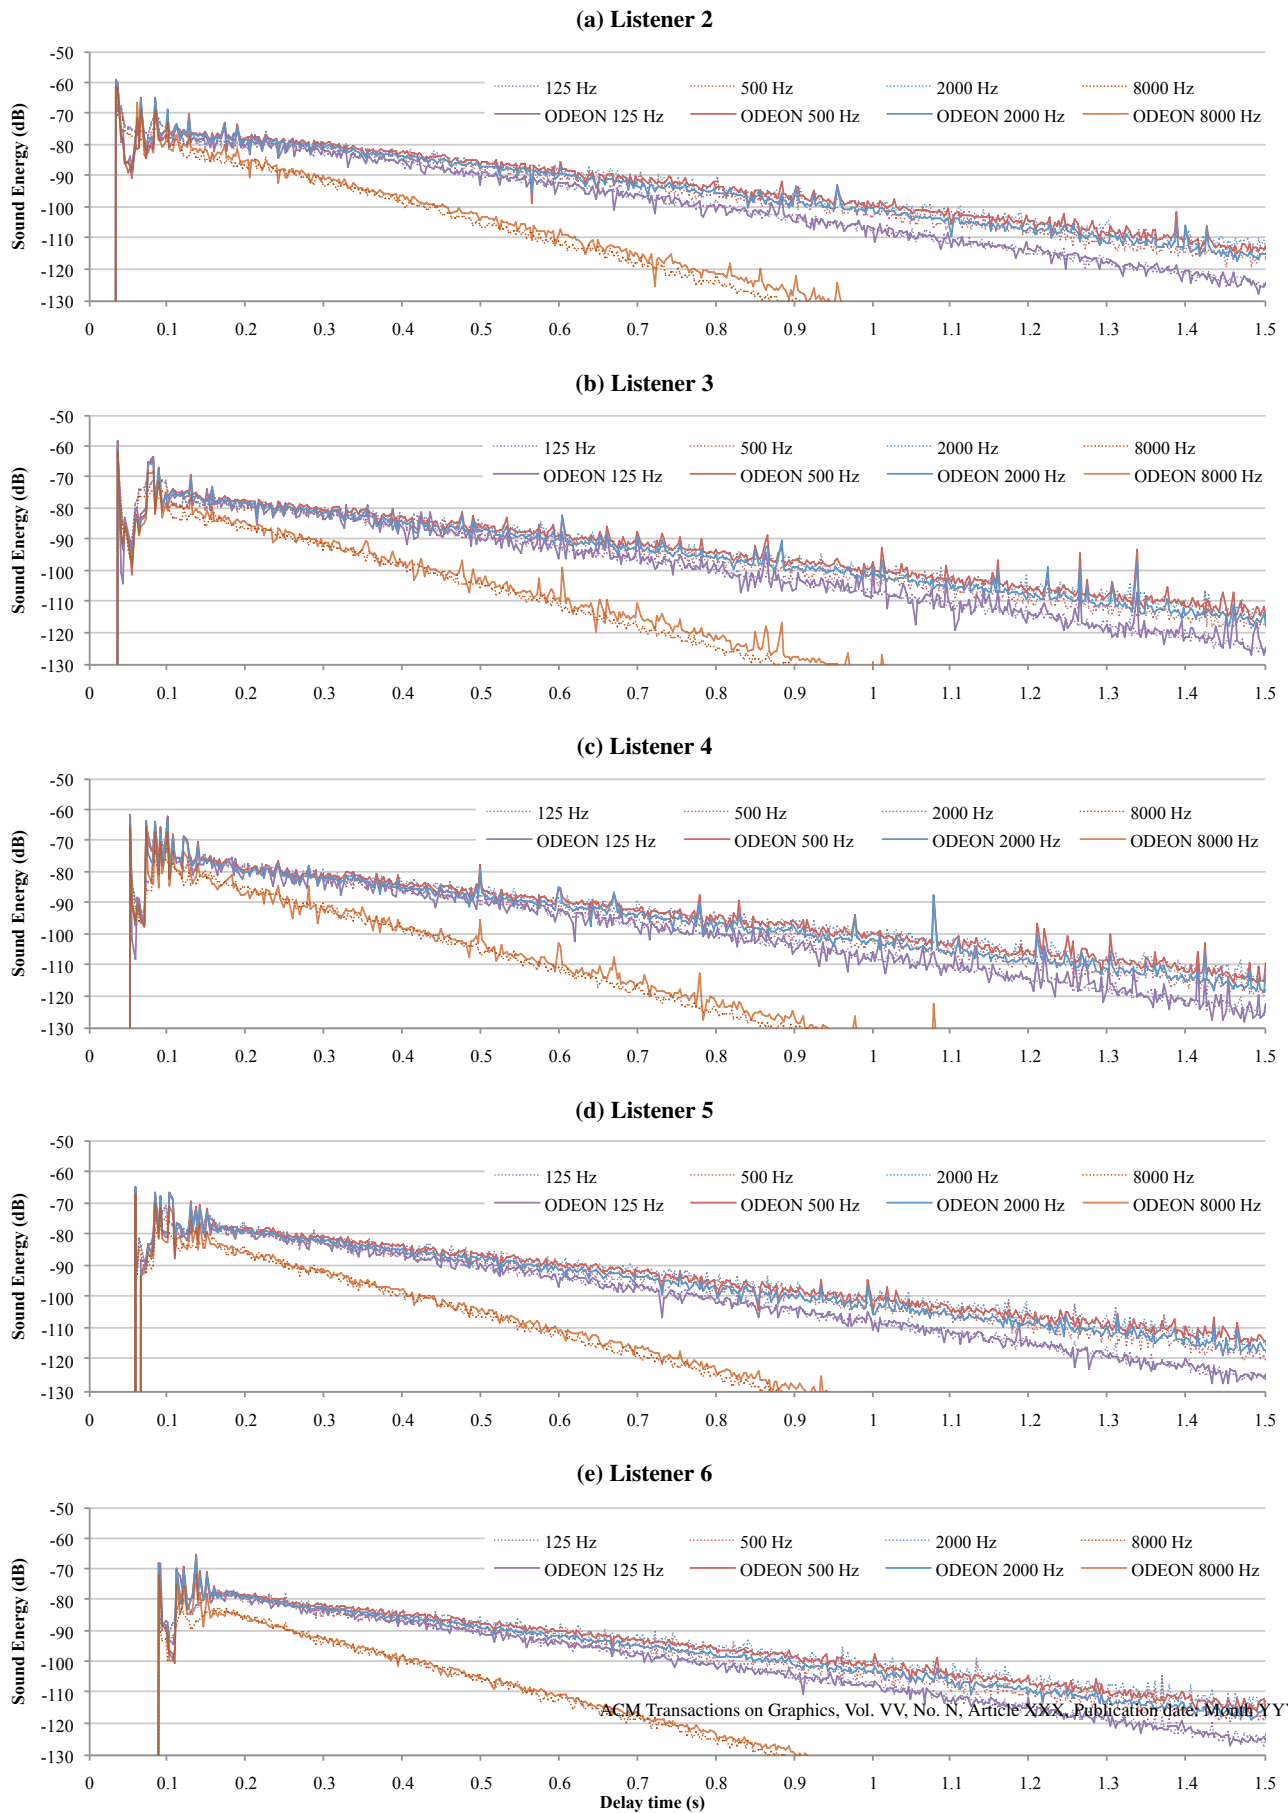 (a) Listener 2
-50
-60
-70
-80
-90
-100
-110
-120
-130
Sound Energy (dB)
125 Hz 500 Hz 2000 Hz 8000 Hz
ODEON 125 Hz ODEON 500 Hz ODEON 2000 Hz ODEON 8000 Hz
0 0.1 0.2 0.3 0.4 0.5 0.6 0.7 0.8 0.9 1 1.1 1.2 1.3 1.4 1.5
(b) Listener 3
-50
-60
-70
-80
-90
-100
-110
-120
-130
Sound Energy (dB)
125 Hz 500 Hz 2000 Hz 8000 Hz
ODEON 125 Hz ODEON 500 Hz ODEON 2000 Hz ODEON 8000 Hz
0 0.1 0.2 0.3 0.4 0.5 0.6 0.7 0.8 0.9 1 1.1 1.2 1.3 1.4 1.5
(c) Listener 4
-50
-60
-70
-80
-90
-100
-110
-120
-130
Sound Energy (dB)
125 Hz 500 Hz 2000 Hz 8000 Hz
ODEON 125 Hz ODEON 500 Hz ODEON 2000 Hz ODEON 8000 Hz
0 0.1 0.2 0.3 0.4 0.5 0.6 0.7 0.8 0.9 1 1.1 1.2 1.3 1.4 1.5
(d) Listener 5
-50
-60
-70
-80
-90
-100
-110
-120
-130
Sound Energy (dB)
125 Hz 500 Hz 2000 Hz 8000 Hz
ODEON 125 Hz ODEON 500 Hz ODEON 2000 Hz ODEON 8000 Hz
0 0.1 0.2 0.3 0.4 0.5 0.6 0.7 0.8 0.9 1 1.1 1.2 1.3 1.4 1.5
(e) Listener 6
-50
-60
-70
-80
-90
-100
-110
-120
-130
Sound Energy (dB)
125 Hz 500 Hz 2000 Hz 8000 Hz
ODEON 125 Hz ODEON 500 Hz ODEON 2000 Hz ODEON 8000 Hz
ACM Transactions on Graphics, Vol. VV, No. N, Article XXX, Publication date: Month YY
0 0.1 0.2 0.3 0.4 0.5 0.6 0.7 0.8 0.9 1 1.1 1.2 1.3 1.4 1.5
Delay time (s)